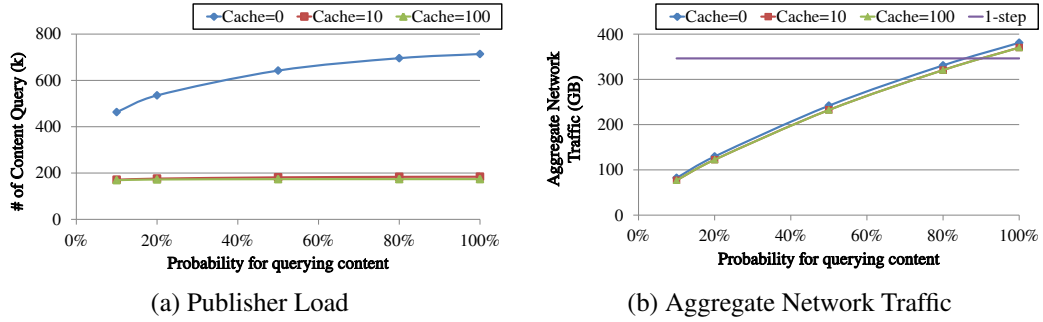 Cache=0 Cache=10 Cache=100
800
600
400
200
0
# of Content Query (k)
0% 20% 40% 60% 80% 100%
Probability for querying content
(a) Publisher Load
Cache=0 Cache=10 Cache=100 1-step
400
300
200
100
0
Aggregate Network
Traffic (GB)
0% 20% 40% 60% 80% 100%
Probability for querying content
(b) Aggregate Network Traffic